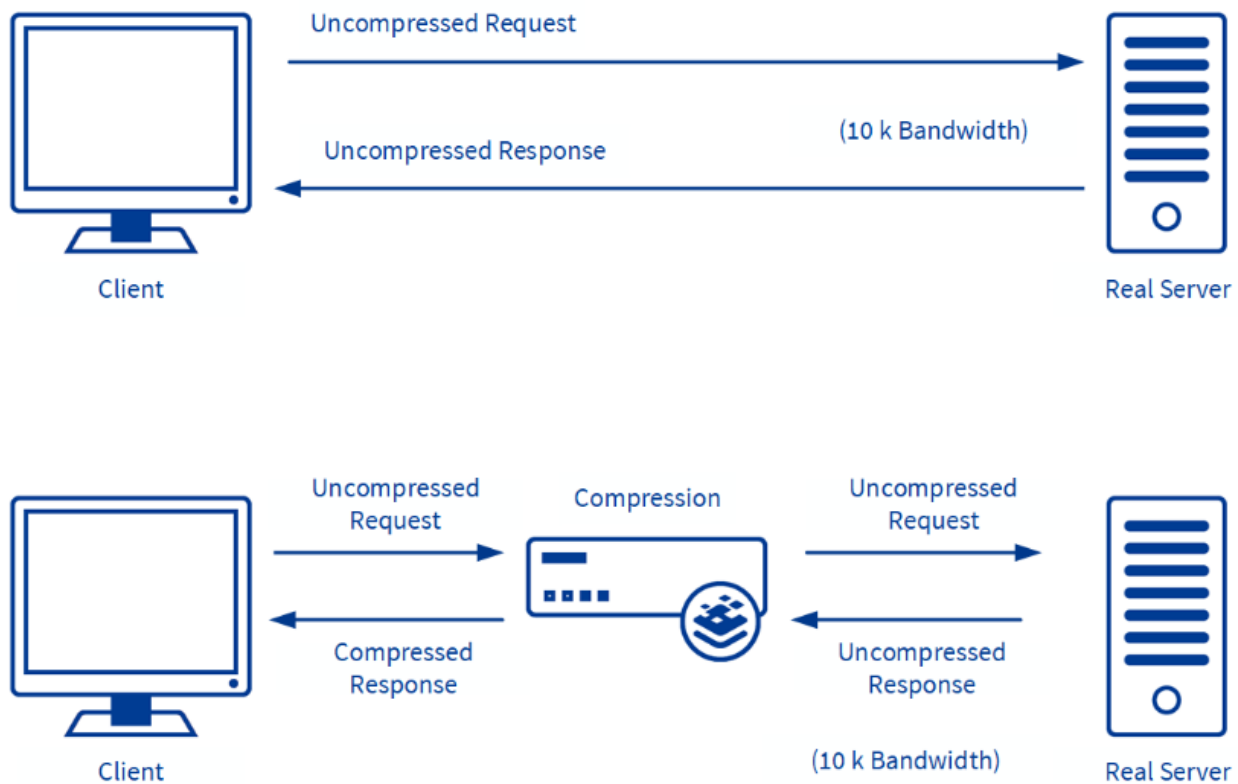 Uncompressed Request
(10 k Bandwidth)
Uncompressed Response
Client
Real Server
Uncompressed
Request
Compression
Uncompressed
Request
Compressed
Response
Uncompressed
Response
(10 k Bandwidth)
Client
Real Server